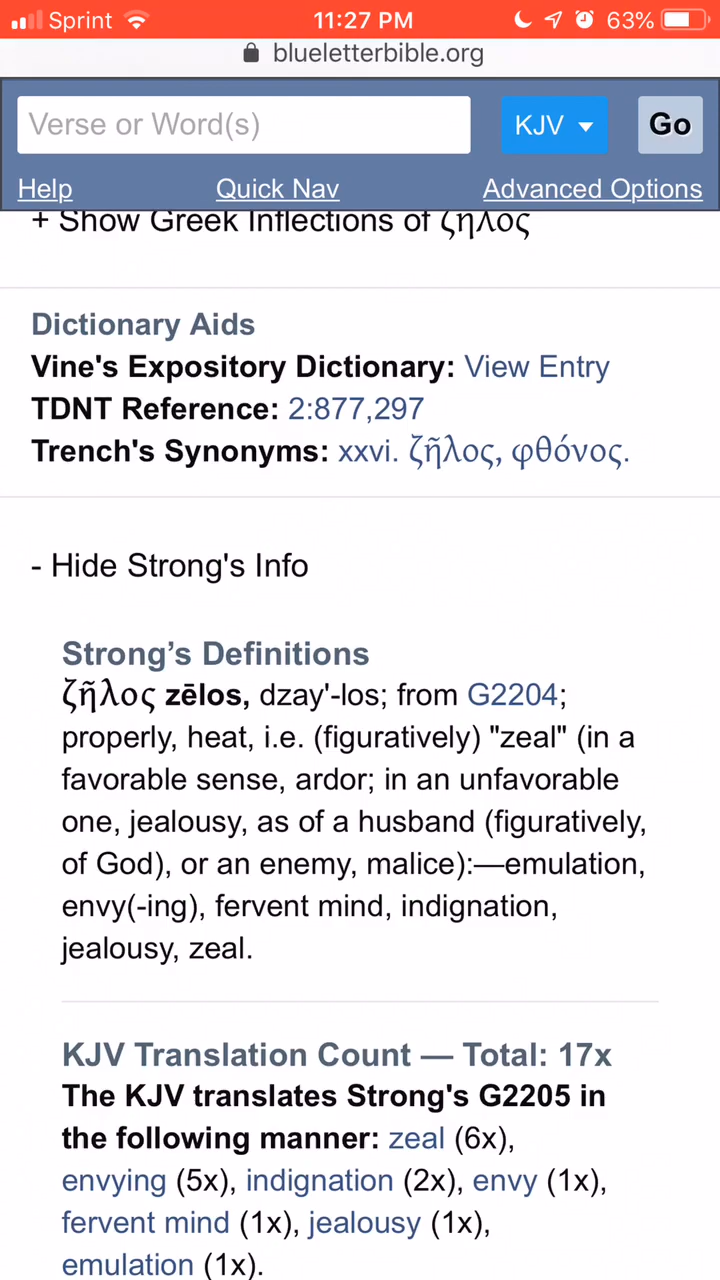 Sprint 11:27 PM 63%
blueletterbible.org
Verse or Word(s) KJV Go
Help Quick Nav Advanced Options
+ Show Greek Inflections of ζῆλος
Dictionary Aids
Vine's Expository Dictionary: View Entry
TDNT Reference: 2:877,297
Trench's Synonyms: xxvi. ζῆλος, φθόνος.
- Hide Strong's Info
Strong’s Definitions
ζῆλος zēlos, dzay'-los; from G2204;
properly, heat, i.e. (figuratively) "zeal" (in a
favorable sense, ardor; in an unfavorable
one, jealousy, as of a husband (figuratively,
of God), or an enemy, malice):—emulation,
envy(-ing), fervent mind, indignation,
jealousy, zeal.
KJV Translation Count — Total: 17x
The KJV translates Strong's G2205 in
the following manner: zeal (6x),
envying (5x), indignation (2x), envy (1x),
fervent mind (1x), jealousy (1x),
emulation (1x).